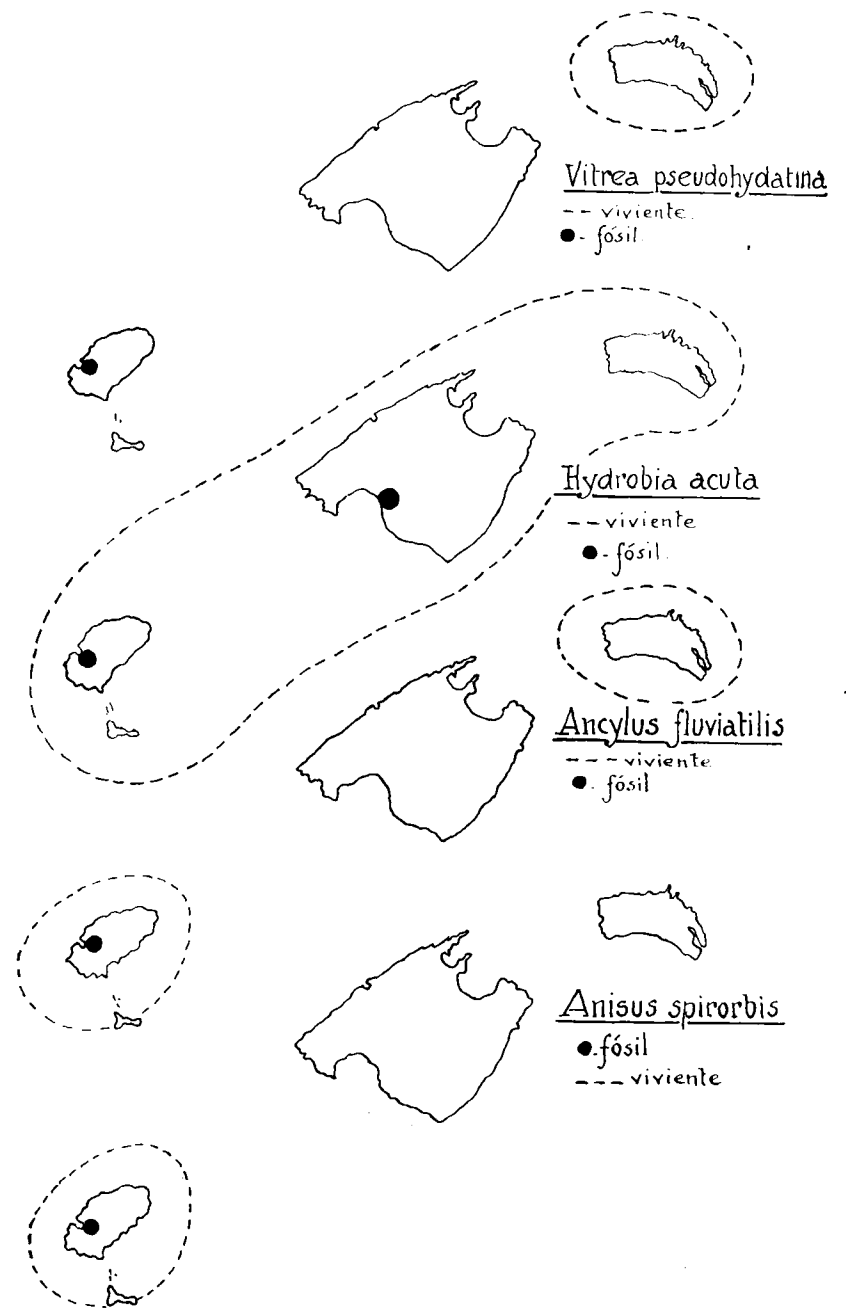 Vitrea pseudohydatina
-- viviente.
●- fósil.
Hydrobia acuta
-- viviente
●- fósil.
Ancylus fluviatilis
---- viviente
●. fósil
Anisus spirorbis
●-fósil
--- viviente